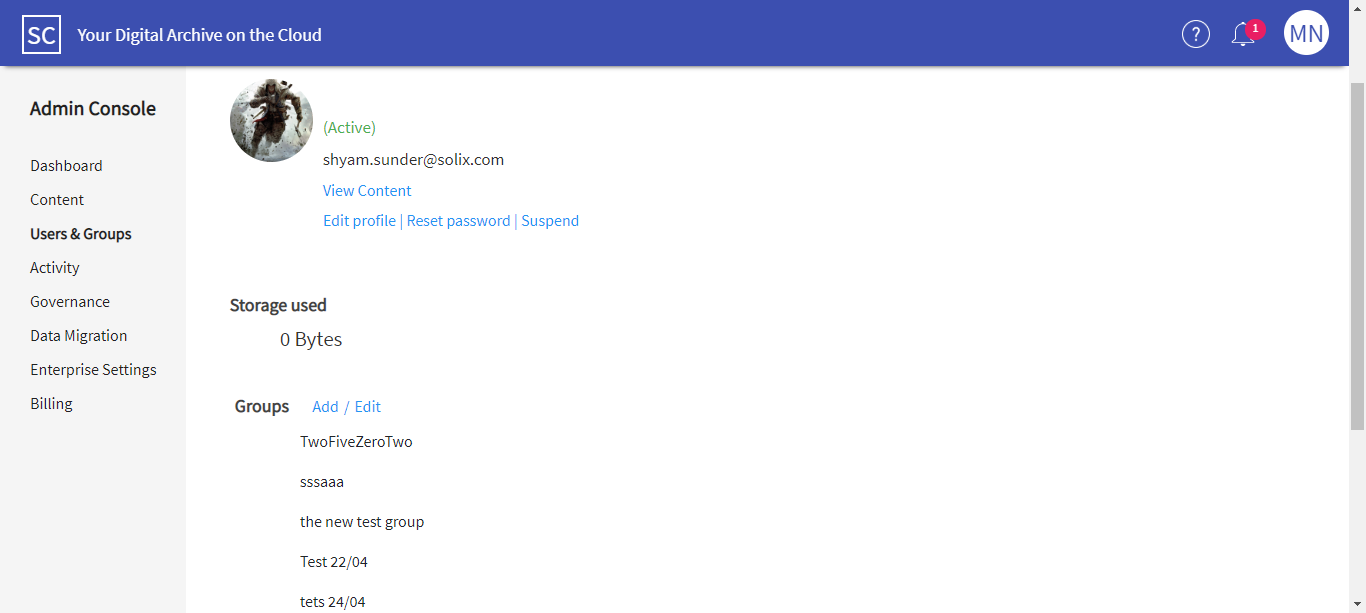 SC Your Digital Archive on the Cloud ? 1 MN
Admin Console
Dashboard
Content
Users & Groups
Activity
Governance
Data Migration
Enterprise Settings
Billing
(Active)
shyam.sunder@solix.com
View Content
Edit profile | Reset password | Suspend
Storage used
0 Bytes
Groups Add / Edit
TwoFiveZeroTwo
sssaaa
the new test group
Test 22/04
tets 24/04